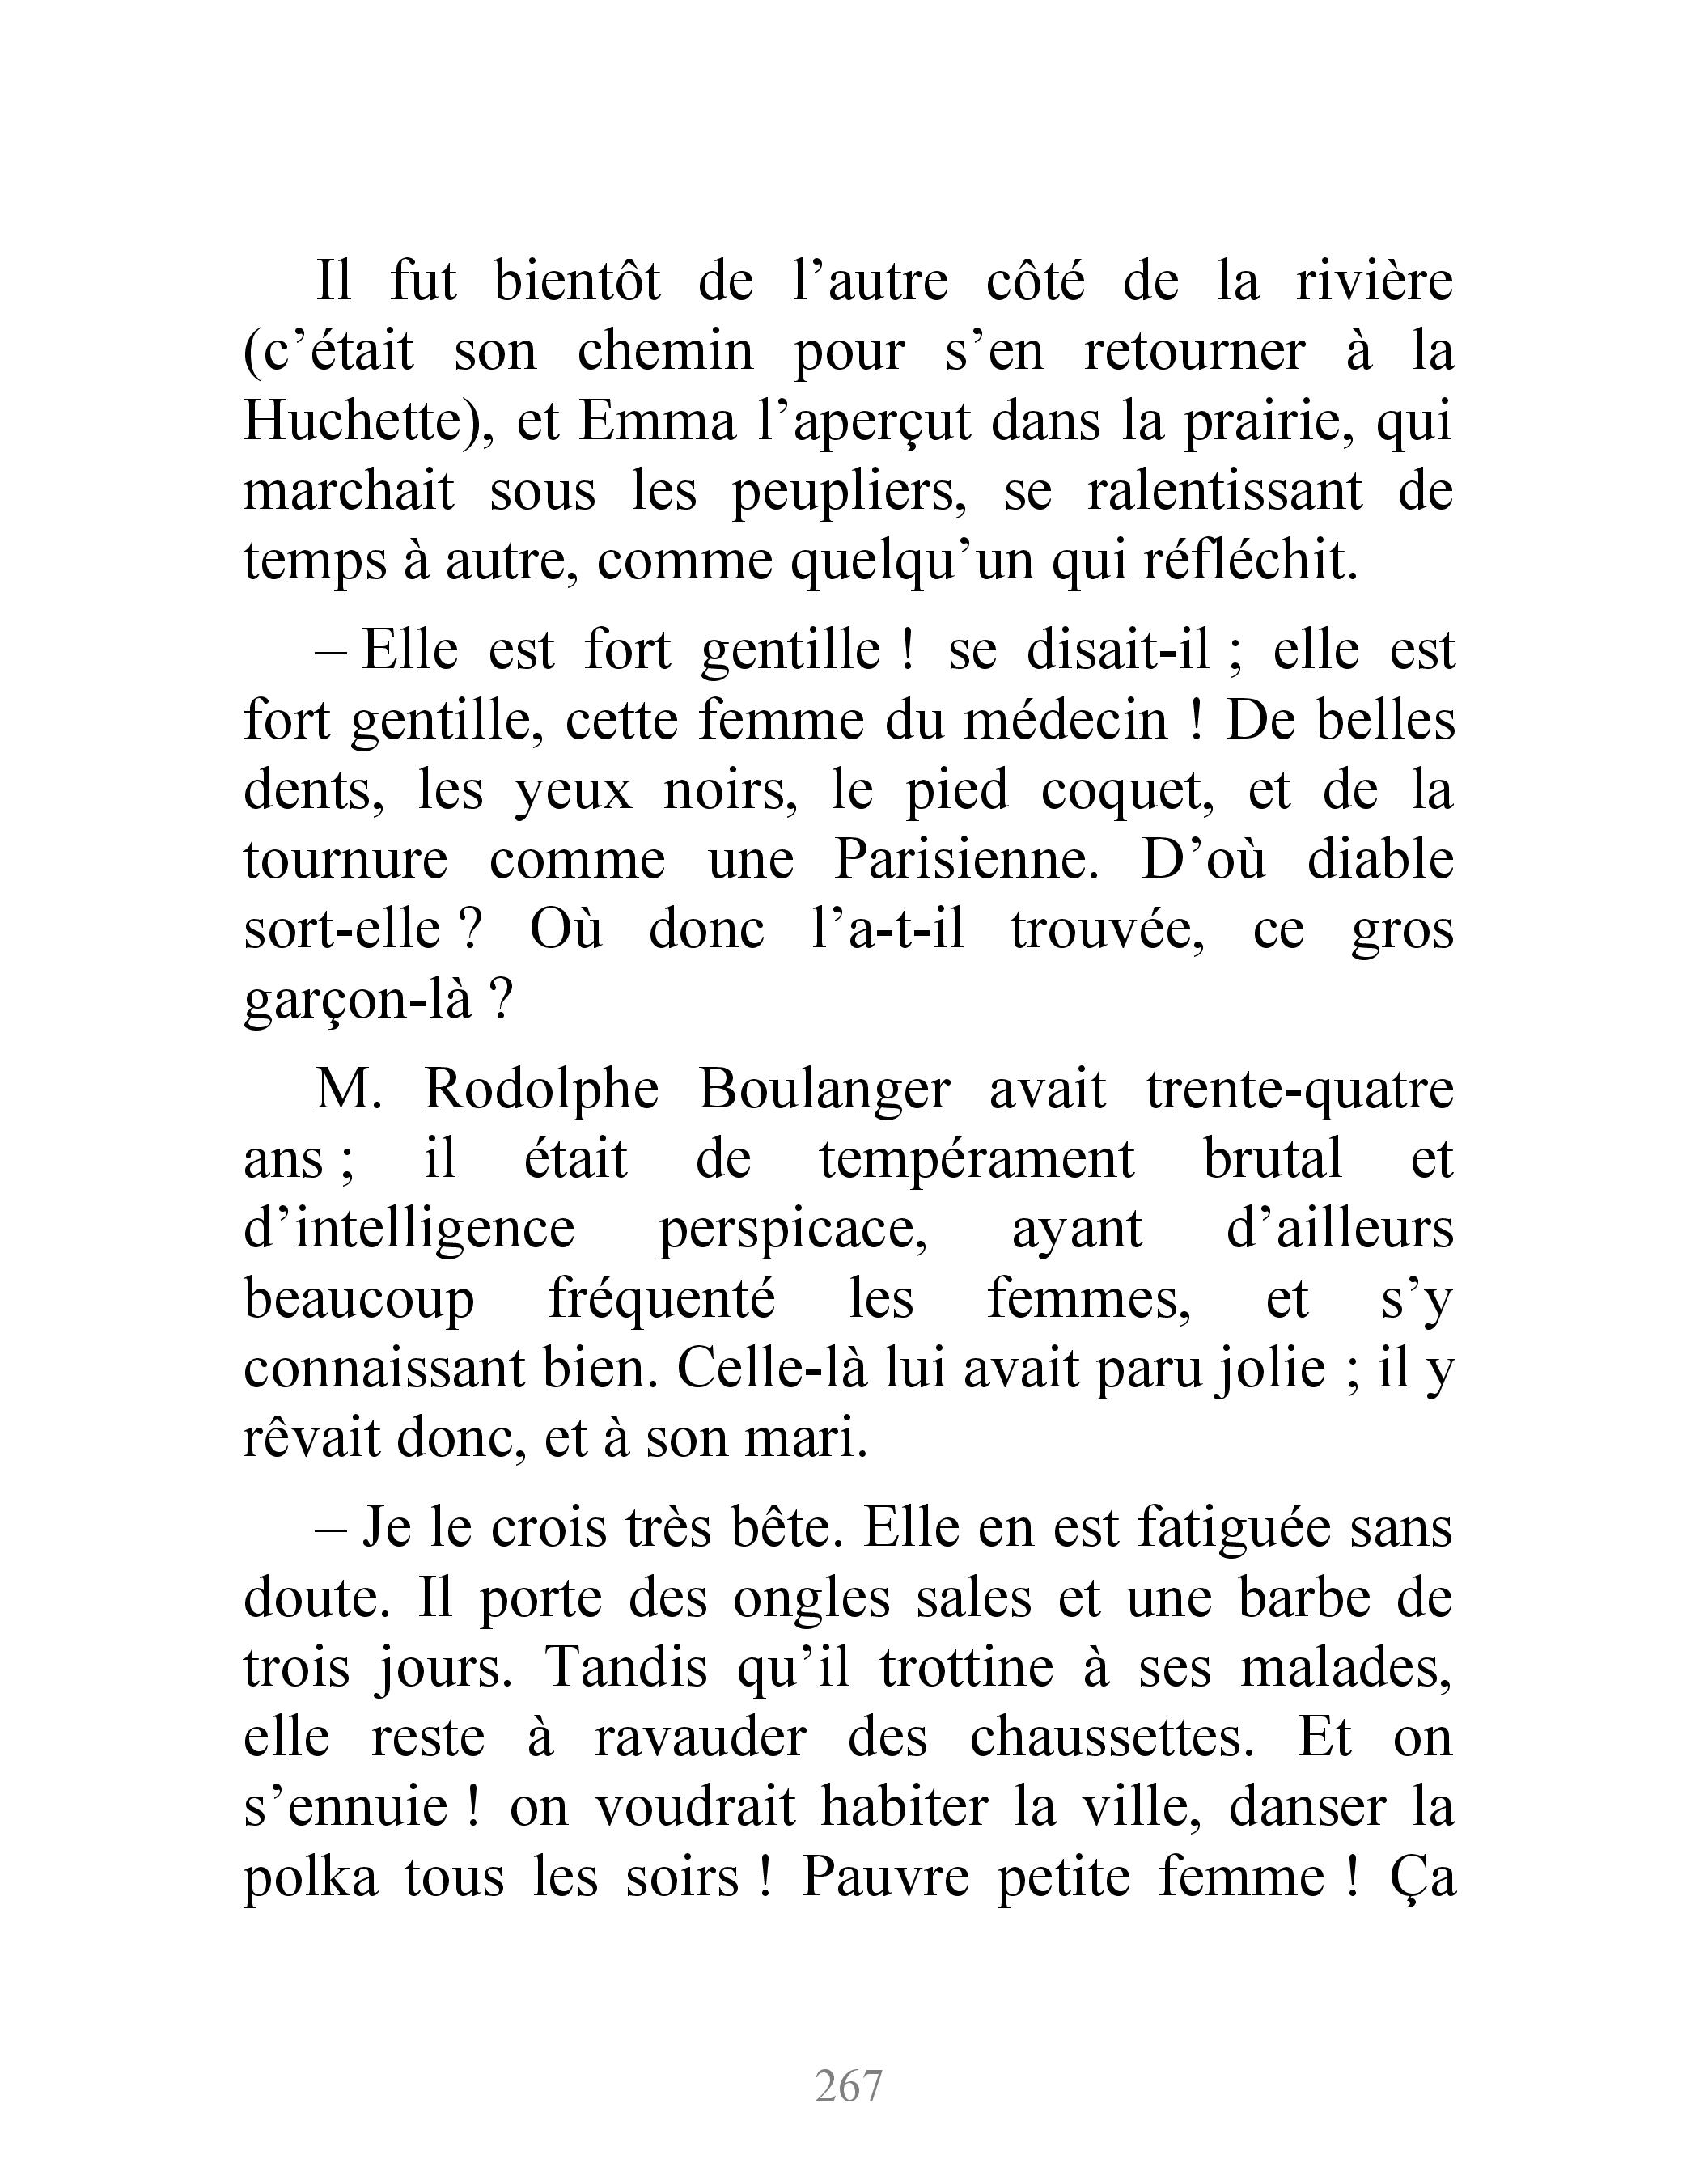 Il fut bientôt de l’autre côté de la rivière
(c’était son chemin pour s’en retourner à la
Huchette), et Emma l’aperçut dans la prairie, qui
marchait sous les peupliers, se ralentissant de
temps à autre, comme quelqu’un qui réfléchit.
– Elle est fort gentille ! se disait-il ; elle est
fort gentille, cette femme du médecin ! De belles
dents, les yeux noirs, le pied coquet, et de la
tournure comme une Parisienne. D’où diable
sort-elle ? Où donc l’a-t-il trouvée, ce gros
garçon-là ?
M. Rodolphe Boulanger avait trente-quatre
ans ; il était de tempérament brutal et
d’intelligence perspicace, ayant d’ailleurs
beaucoup fréquenté les femmes, et s’y
connaissant bien. Celle-là lui avait paru jolie ; il y
rêvait donc, et à son mari.
– Je le crois très bête. Elle en est fatiguée sans
doute. Il porte des ongles sales et une barbe de
trois jours. Tandis qu’il trottine à ses malades,
elle reste à ravauder des chaussettes. Et on
s’ennuie ! on voudrait habiter la ville, danser la
polka tous les soirs ! Pauvre petite femme ! Ça
267